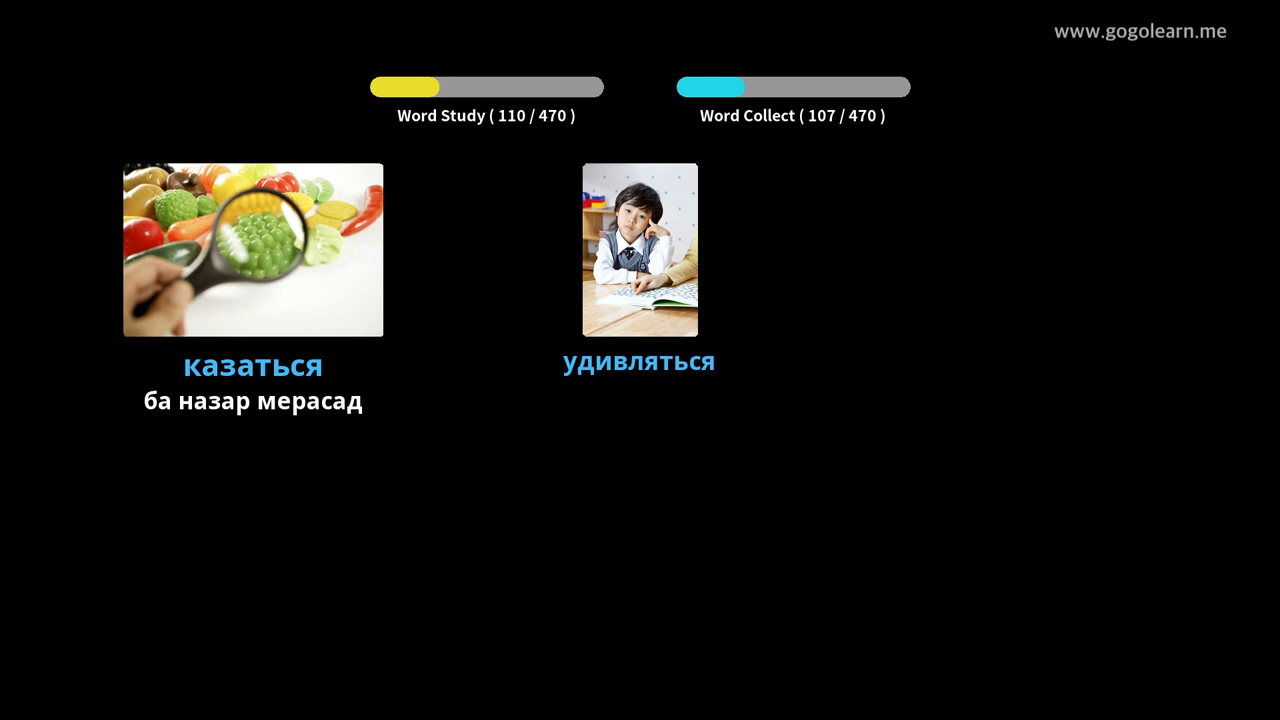 www.gogolearn.me
Word Study ( 110 / 470 )
Word Collect ( 107 / 470 )
казаться
ба назар мерасад
удивляться